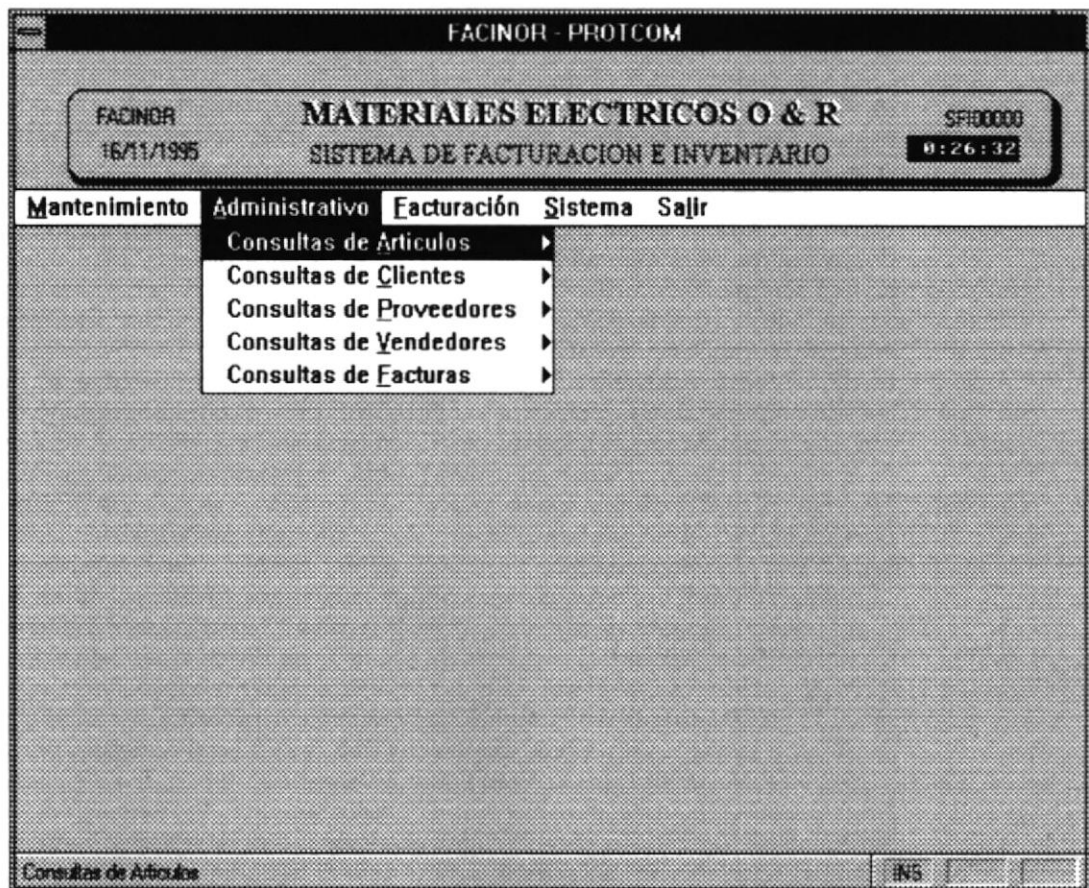 FACINOR - PROTCOM
FACINOR MATERIALES ELECTRICOS O & R SFI00000
16/11/1995 SISTEMA DE FACTURACION E INVENTARIO 0:26:32
Mantenimiento Administrativo Facturación Sistema Salir
Consultas de Articulos
Consultas de Clientes
Consultas de Proveedores
Consultas de Vendedores
Consultas de Facturas
Consultas de Articulos INS